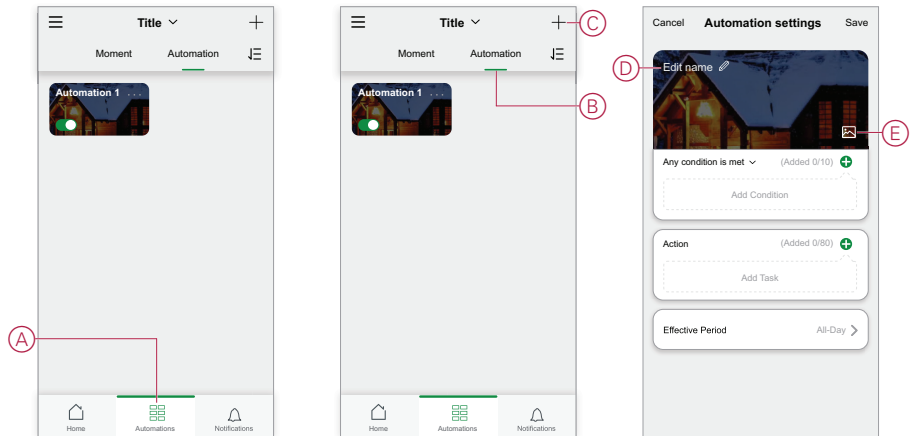 Title
Moment Automation
Automation 1 ...
A
Home Automations Notifications
Title
C
Moment Automation
B
Automation 1 ...
Home Automations Notifications
Cancel Automation settings Save
D Edit name
E
Any condition is met (Added 0/10)
Add Condition
Action (Added 0/80)
Add Task
Effective Period All-Day